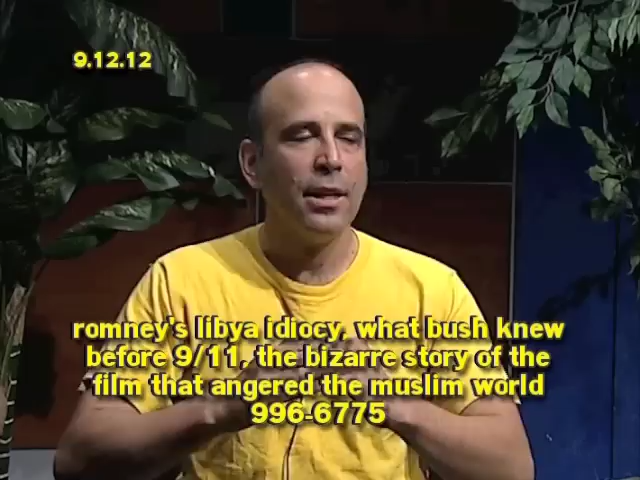 9.12.12
romney's libya idiocy, what bush knew
before 9/11, the bizarre story of the
film that angered the muslim world
996-6775